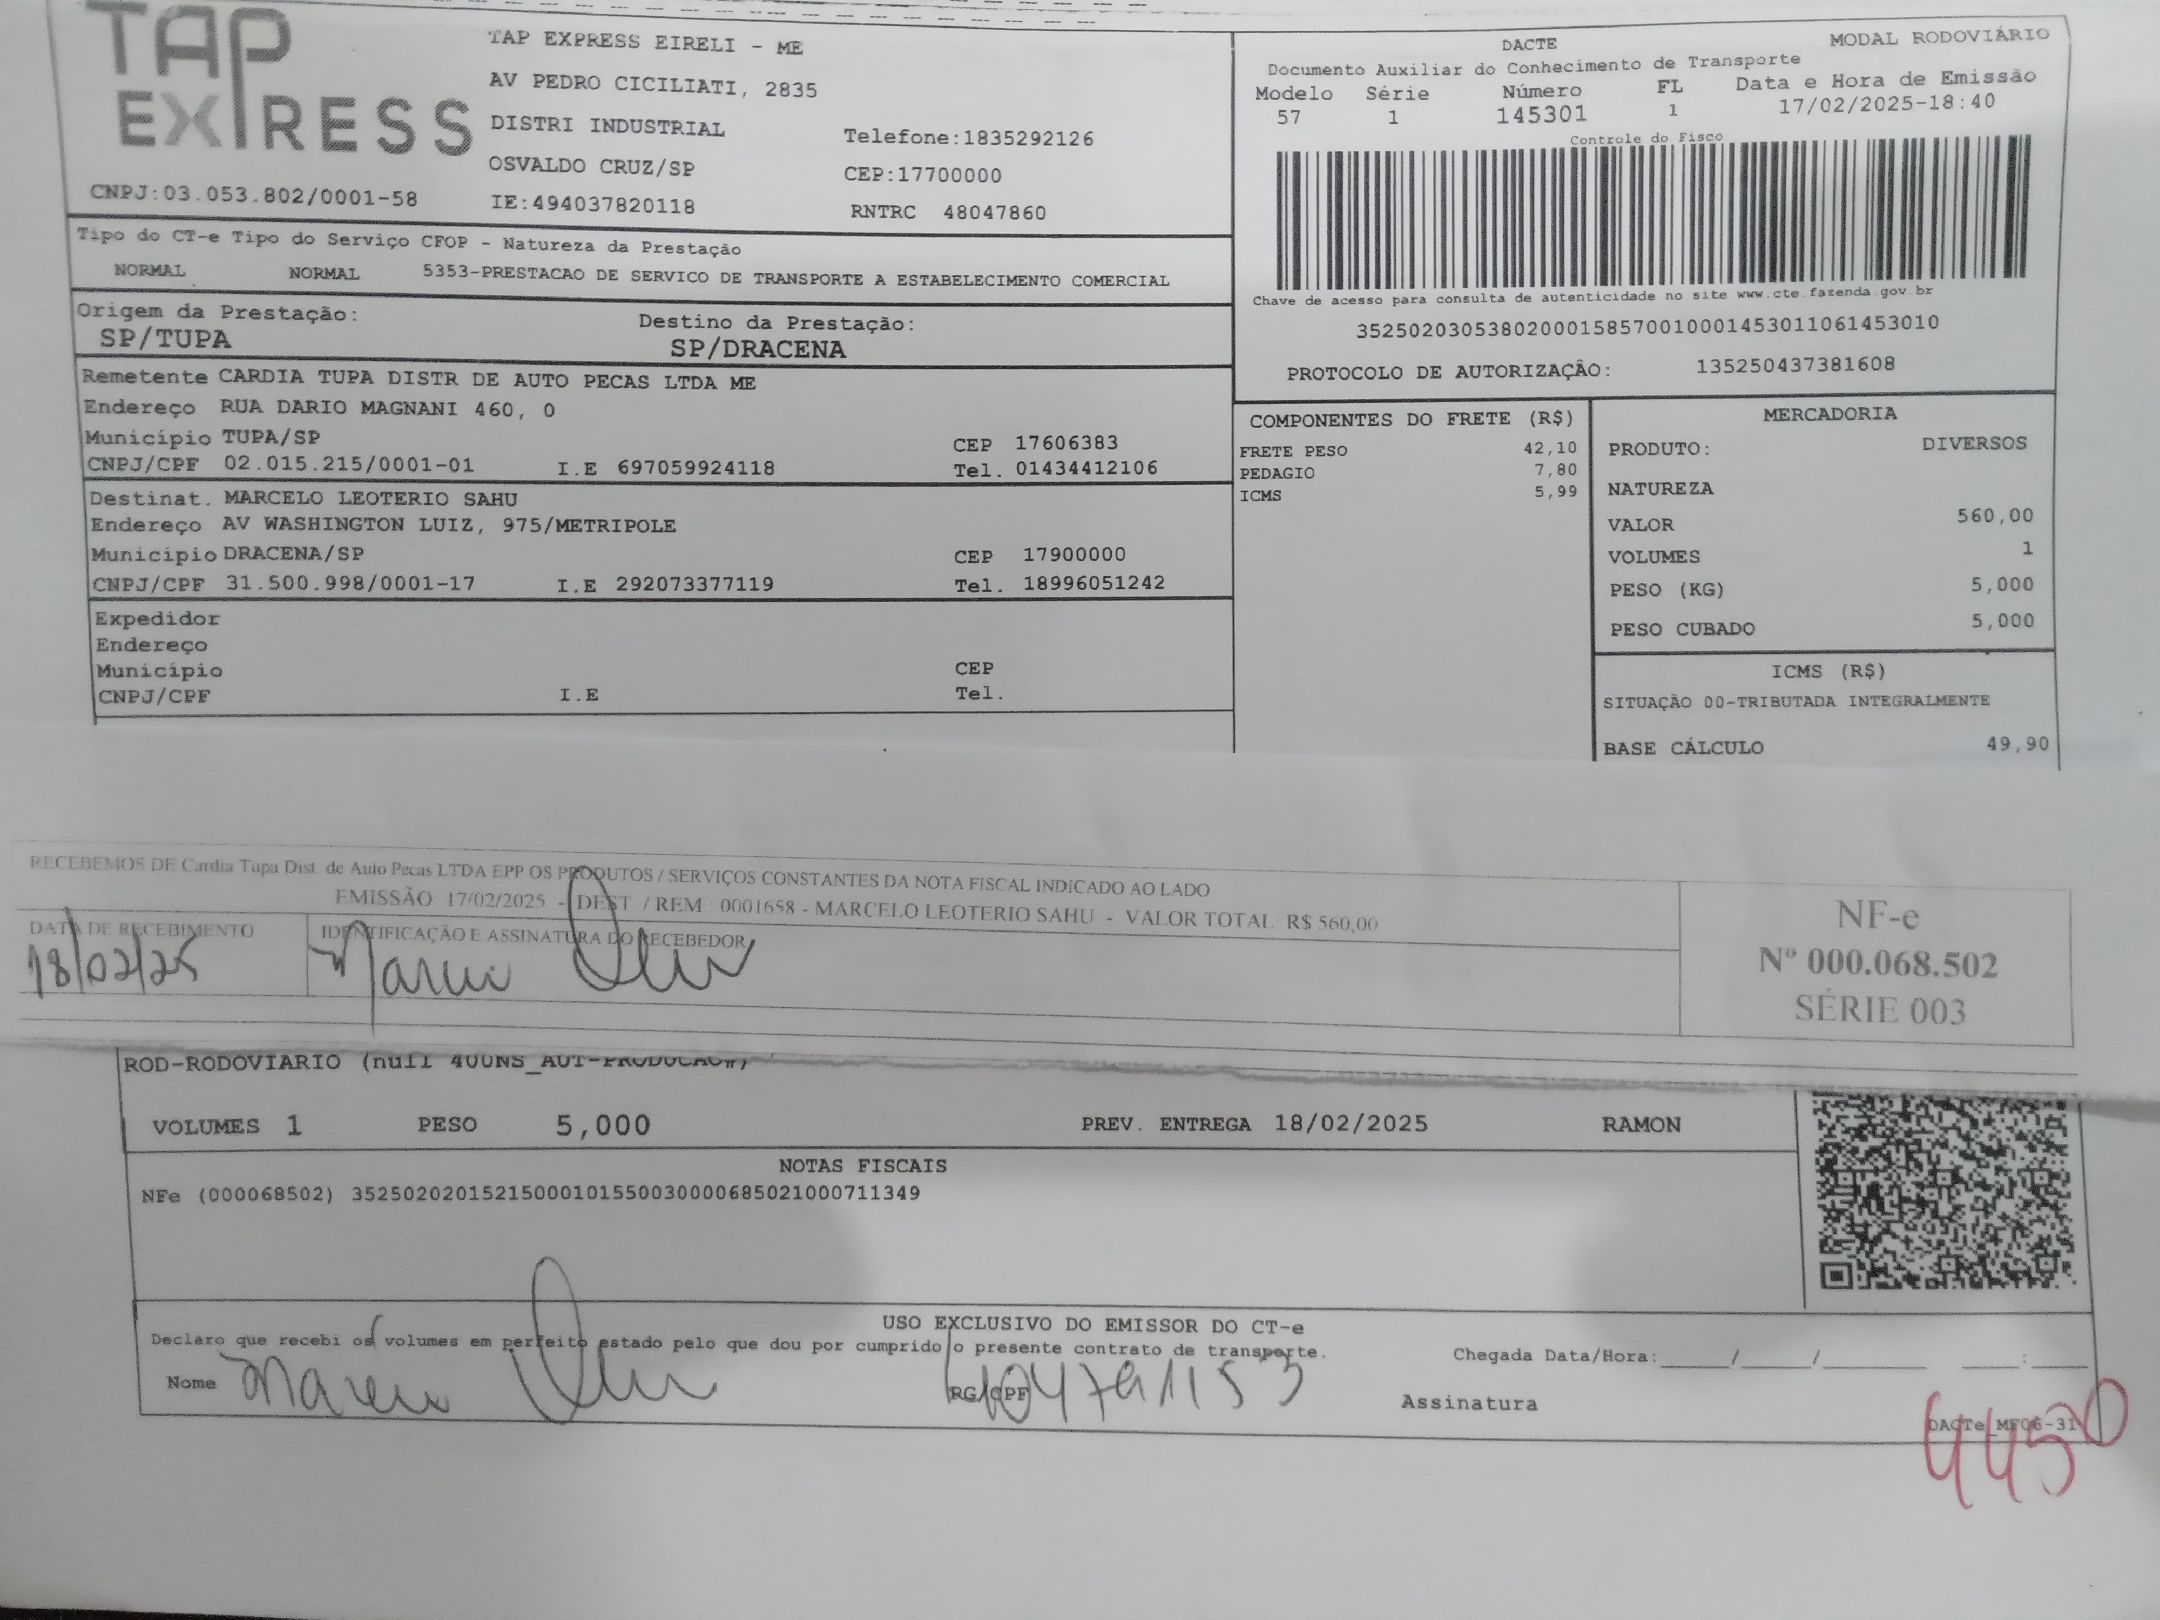 TAP
EXPRESS
TAP EXPRESS EIRELI - ME
AV PEDRO CICILIATI, 2835
DISTRI INDUSTRIAL
Telefone:1835292126
OSVALDO CRUZ/SP
CEP:17700000
CNPJ:03.053.802/0001-58
IE:494037820118
RNTRC 48047860
DACTE
MODAL RODOVIÁRIO
Documento Auxiliar do Conhecimento de Transporte
Modelo Série Número FL Data e Hora de Emissão
57 1 145301 1 17/02/2025-18:40
Controle do Fisco
Chave de acesso para consulta de autenticidade no site www.cte.fazenda.gov.br
35250203053802000158570010001453011061453010
PROTOCOLO DE AUTORIZAÇÃO: 135250437381608
Tipo do CT-e Tipo do Serviço CFOP - Natureza da Prestação
NORMAL NORMAL 5353-PRESTACAO DE SERVICO DE TRANSPORTE A ESTABELECIMENTO COMERCIAL
Origem da Prestação: Destino da Prestação:
SP/TUPA SP/DRACENA
Remetente CARDIA TUPA DISTR DE AUTO PECAS LTDA ME
Endereço RUA DARIO MAGNANI 460, 0
Município TUPA/SP CEP 17606383
CNPJ/CPF 02.015.215/0001-01 I.E 697059924118 Tel. 01434412106
Destinat. MARCELO LEOTERIO SAHU
Endereço AV WASHINGTON LUIZ, 975/METRIPOLE
Município DRACENA/SP CEP 17900000
CNPJ/CPF 31.500.998/0001-17 I.E 292073377119 Tel. 18996051242
Expedidor
Endereço
Município CEP
CNPJ/CPF I.E Tel.
COMPONENTES DO FRETE (R$)
FRETE PESO 42,10
PEDAGIO 7,80
ICMS 5,99
MERCADORIA
PRODUTO: DIVERSOS
NATUREZA
VALOR 560,00
VOLUMES 1
PESO (KG) 5,000
PESO CUBADO 5,000
ICMS (R$)
SITUAÇÃO 00-TRIBUTADA INTEGRALMENTE
BASE CÁLCULO 49,90
RECEBEMOS DE Cardia Tupa Dist. de Auto Pecas LTDA EPP OS PRODUTOS / SERVIÇOS CONSTANTES DA NOTA FISCAL INDICADO AO LADO
EMISSÃO: 17/02/2025 - DEST. / REM.: 0001658 - MARCELO LEOTERIO SAHU - VALOR TOTAL: R$ 560,00
DATA DE RECEBIMENTO IDENTIFICAÇÃO E ASSINATURA DO RECEBEDOR
18/02/25
NF-e
Nº 000.068.502
SÉRIE 003
ROD-RODOVIARIO (null 400NS_AUT-PRODUCAO#)
VOLUMES 1 PESO 5,000 PREV. ENTREGA 18/02/2025 RAMON
NOTAS FISCAIS
NFe (000068502) 35250202015215000101550030000685021000711349
USO EXCLUSIVO DO EMISSOR DO CT-e
Declaro que recebi os volumes em perfeito estado pelo que dou por cumprido o presente contrato de transporte.
Chegada Data/Hora:_____/_____/________ ____:____
Nome RG/CPF
Assinatura
DACTe_MF06-31
4450